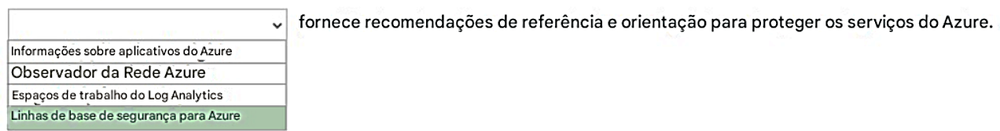 fornece recomendações de referência e orientação para proteger os serviços do Azure.
Informações sobre aplicativos do Azure
Observador da Rede Azure
Espaços de trabalho do Log Analytics
Linhas de base de segurança para Azure